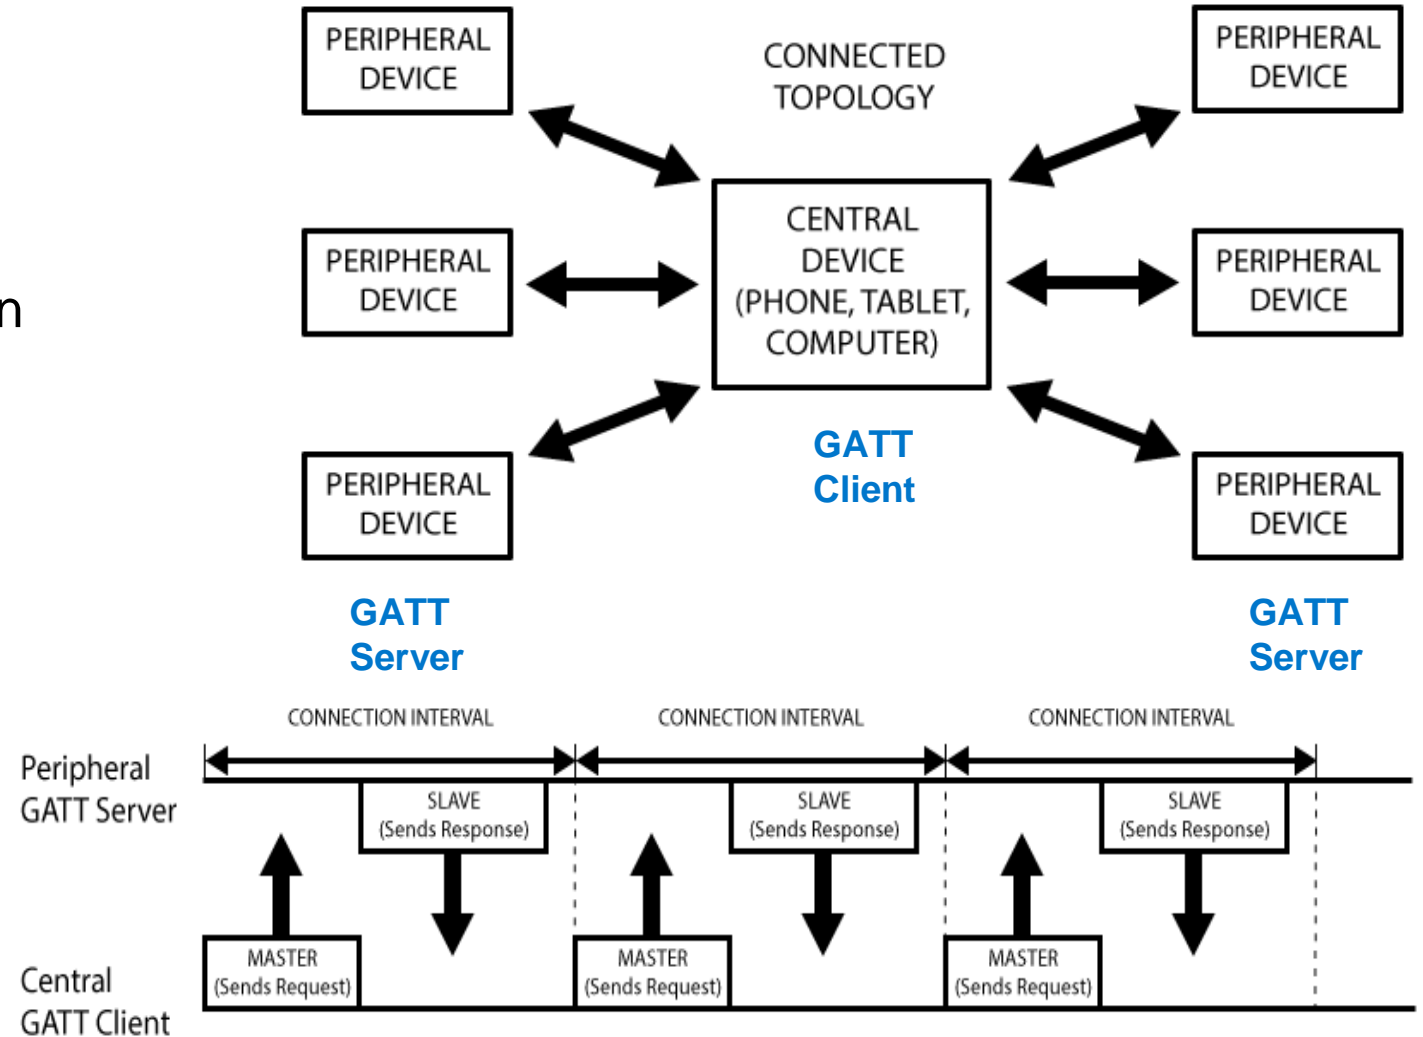 PERIPHERAL
DEVICE
CONNECTED
TOPOLOGY
PERIPHERAL
DEVICE
PERIPHERAL
DEVICE
CENTRAL
DEVICE
(PHONE, TABLET,
COMPUTER)
PERIPHERAL
DEVICE
n
PERIPHERAL
DEVICE
GATT
Client
PERIPHERAL
DEVICE
GATT
Server
GATT
Server
CONNECTION INTERVAL
CONNECTION INTERVAL
CONNECTION INTERVAL
Peripheral
GATT Server
SLAVE
(Sends Response)
SLAVE
(Sends Response)
SLAVE
(Sends Response)
MASTER
(Sends Request)
MASTER
(Sends Request)
MASTER
(Sends Request)
Central
GATT Client